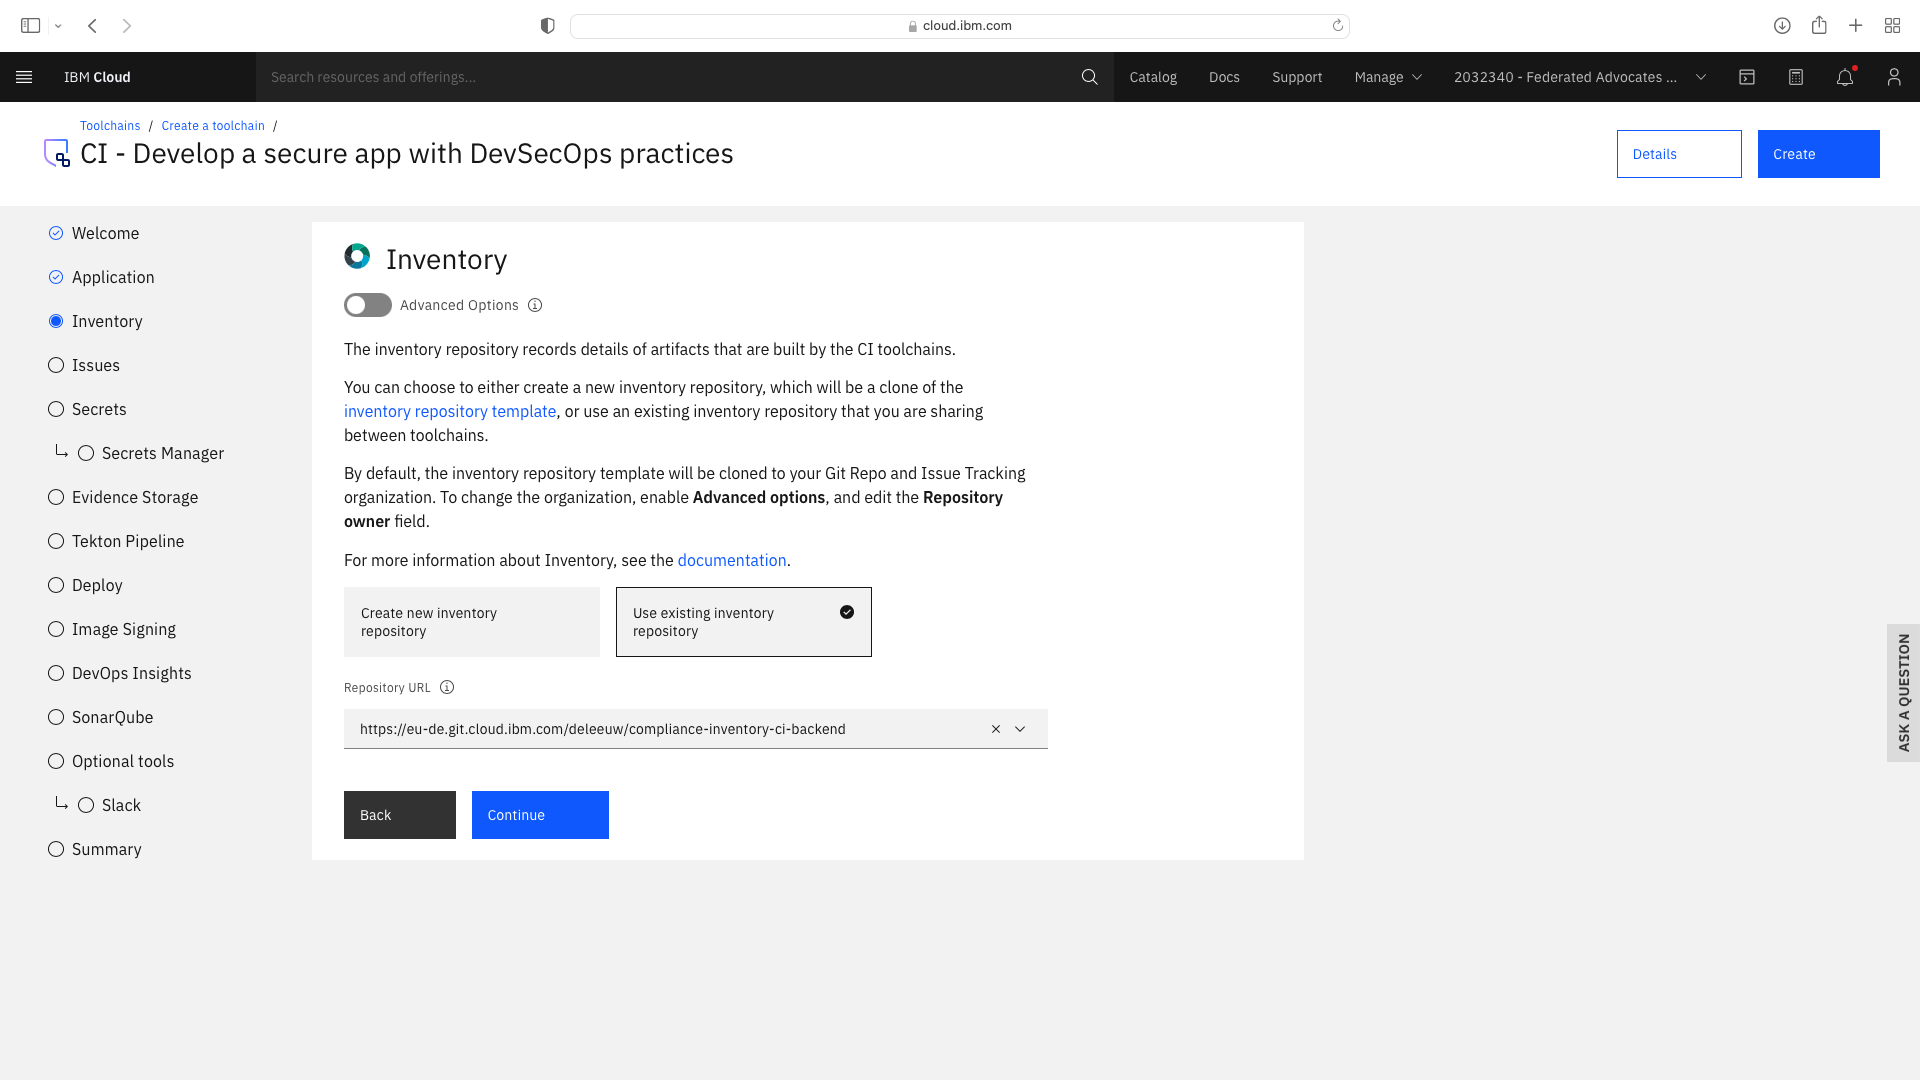 cloud.ibm.com
IBM Cloud
Search resources and offerings...
Catalog
Docs
Support
Manage
2032340 - Federated Advocates ...
Toolchains / Create a toolchain /
CI - Develop a secure app with DevSecOps practices
Details
Create
Welcome
Application
Inventory
Issues
Secrets
Secrets Manager
Evidence Storage
Tekton Pipeline
Deploy
Image Signing
DevOps Insights
SonarQube
Optional tools
Slack
Summary
Inventory
Advanced Options
The inventory repository records details of artifacts that are built by the CI toolchains.
You can choose to either create a new inventory repository, which will be a clone of the
inventory repository template, or use an existing inventory repository that you are sharing
between toolchains.
By default, the inventory repository template will be cloned to your Git Repo and Issue Tracking
organization. To change the organization, enable Advanced options, and edit the Repository
owner field.
For more information about Inventory, see the documentation.
Create new inventory
repository
Use existing inventory
repository
Repository URL
https://eu-de.git.cloud.ibm.com/deleeuw/compliance-inventory-ci-backend
Back
Continue
ASK A QUESTION